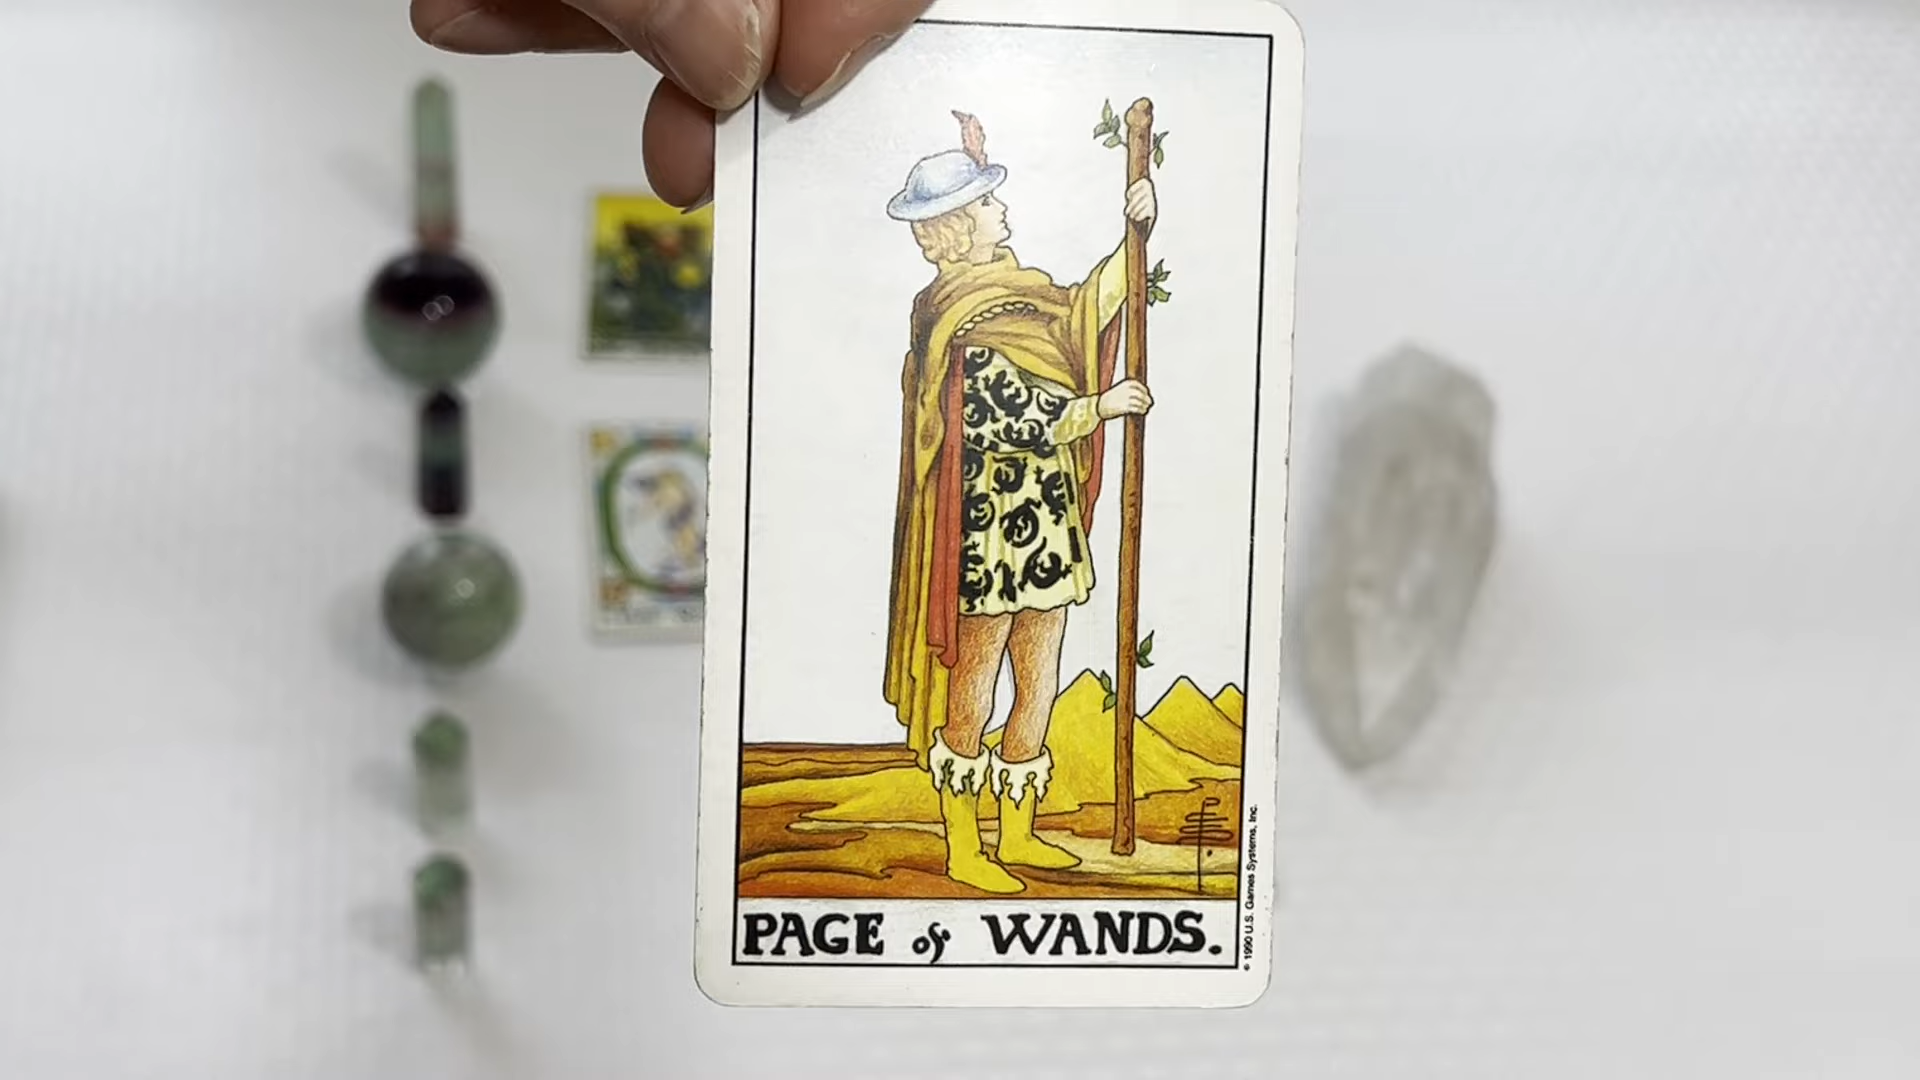 PAGE of WANDS.
© 1990 U.S. Games Systems, Inc.